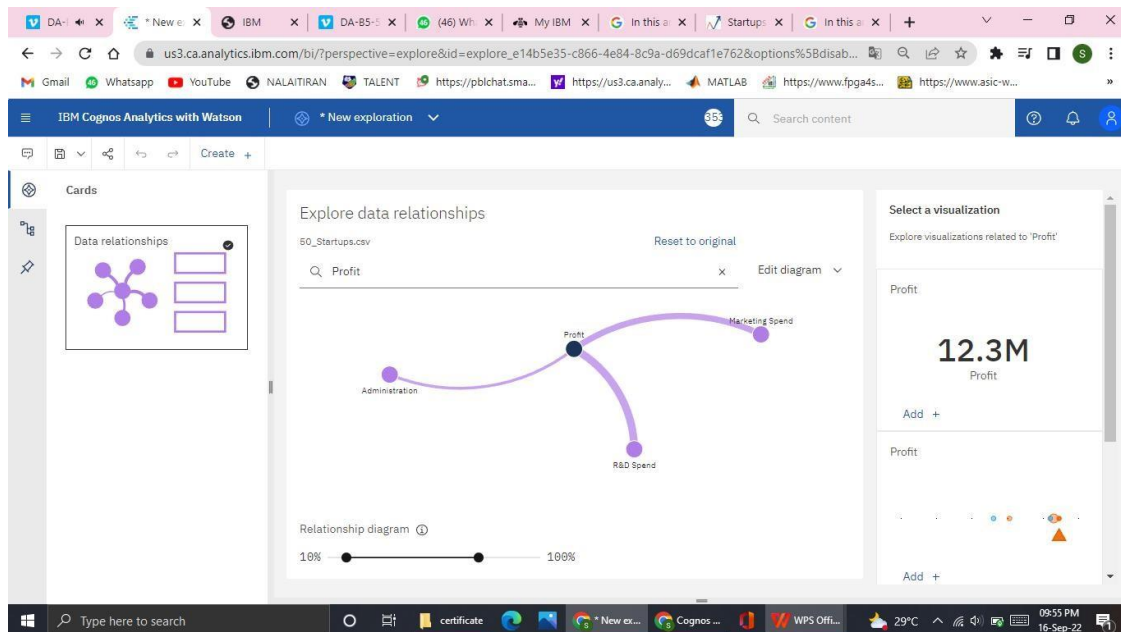 DA-I
* New e:
IBM
DA-B5-5
(46) Wh
My IBM
In this a
Startups
In this a
us3.ca.analytics.ibm.com/bi/?perspective=explore&id=explore_e14b5e35-c866-4e84-8c9a-d69dcaf1e762&options%5Bdisab...
S
Gmail
Whatsapp
YouTube
NALAITIRAN
TALENT
https://pblchat.sma...
https://us3.ca.analy...
MATLAB
https://www.fpga4s...
https://www.asic-w...
»
IBM Cognos Analytics with Watson
* New exploration
353
Search content
Create +
Cards
Data relationships
Explore data relationships
50_Startups.csv
Reset to original
Profit
Edit diagram
Profit
Marketing Spend
Administration
R&D Spend
Relationship diagram
10%
100%
Select a visualization
Explore visualizations related to 'Profit'
Profit
12.3M
Profit
Add +
Profit
Add +
Type here to search
certificate
* New ex...
Cognos ...
WPS Offi...
29°C
09:55 PM
16-Sep-22